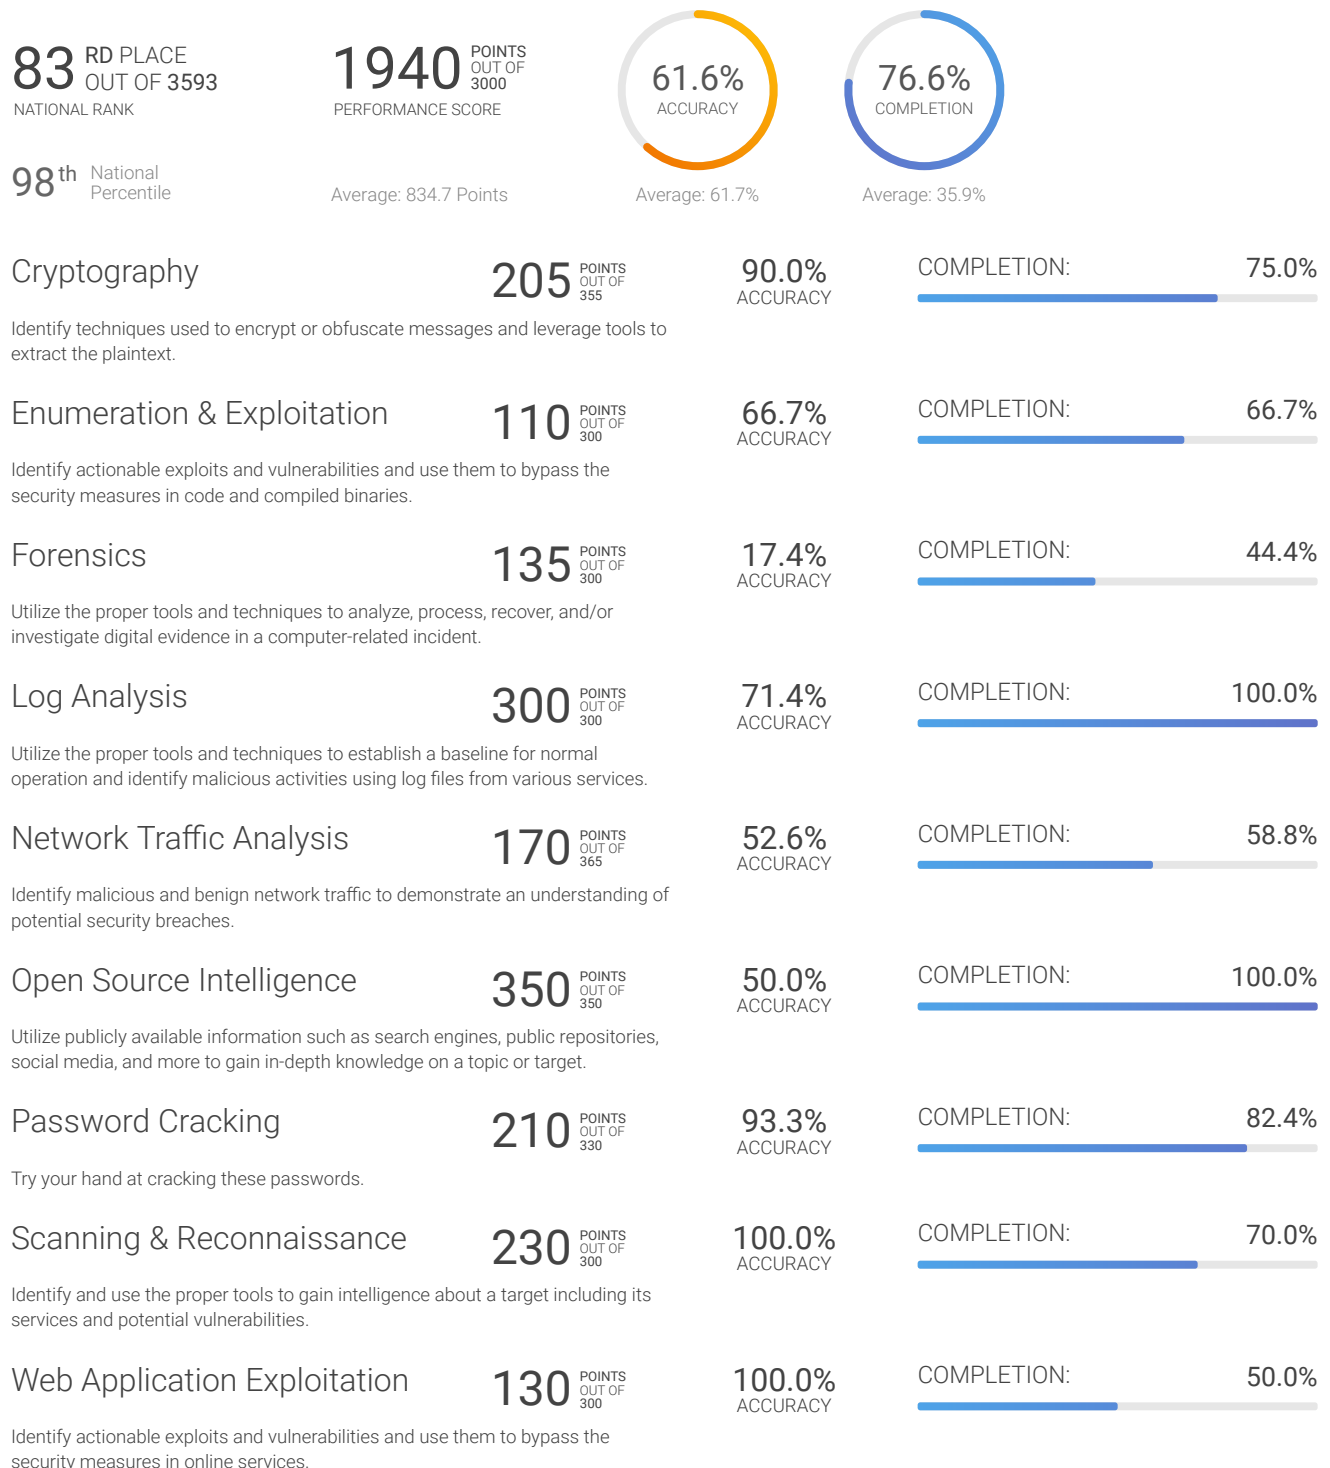 83 RD PLACE
OUT OF 3593
NATIONAL RANK
1940 POINTS
OUT OF
3000
PERFORMANCE SCORE
61.6%
ACCURACY
76.6%
COMPLETION
98th National
Percentile
Average: 834.7 Points
Average: 61.7%
Average: 35.9%
Cryptography
205 POINTS
OUT OF
355
90.0%
ACCURACY
COMPLETION: 75.0%
Identify techniques used to encrypt or obfuscate messages and leverage tools to
extract the plaintext.
Enumeration & Exploitation
110 POINTS
OUT OF
300
66.7%
ACCURACY
COMPLETION: 66.7%
Identify actionable exploits and vulnerabilities and use them to bypass the
security measures in code and compiled binaries.
Forensics
135 POINTS
OUT OF
300
17.4%
ACCURACY
COMPLETION: 44.4%
Utilize the proper tools and techniques to analyze, process, recover, and/or
investigate digital evidence in a computer-related incident.
Log Analysis
300 POINTS
OUT OF
300
71.4%
ACCURACY
COMPLETION: 100.0%
Utilize the proper tools and techniques to establish a baseline for normal
operation and identify malicious activities using log files from various services.
Network Traffic Analysis
170 POINTS
OUT OF
365
52.6%
ACCURACY
COMPLETION: 58.8%
Identify malicious and benign network traffic to demonstrate an understanding of
potential security breaches.
Open Source Intelligence
350 POINTS
OUT OF
350
50.0%
ACCURACY
COMPLETION: 100.0%
Utilize publicly available information such as search engines, public repositories,
social media, and more to gain in-depth knowledge on a topic or target.
Password Cracking
210 POINTS
OUT OF
330
93.3%
ACCURACY
COMPLETION: 82.4%
Try your hand at cracking these passwords.
Scanning & Reconnaissance
230 POINTS
OUT OF
300
100.0%
ACCURACY
COMPLETION: 70.0%
Identify and use the proper tools to gain intelligence about a target including its
services and potential vulnerabilities.
Web Application Exploitation
130 POINTS
OUT OF
300
100.0%
ACCURACY
COMPLETION: 50.0%
Identify actionable exploits and vulnerabilities and use them to bypass the
security measures in online services.